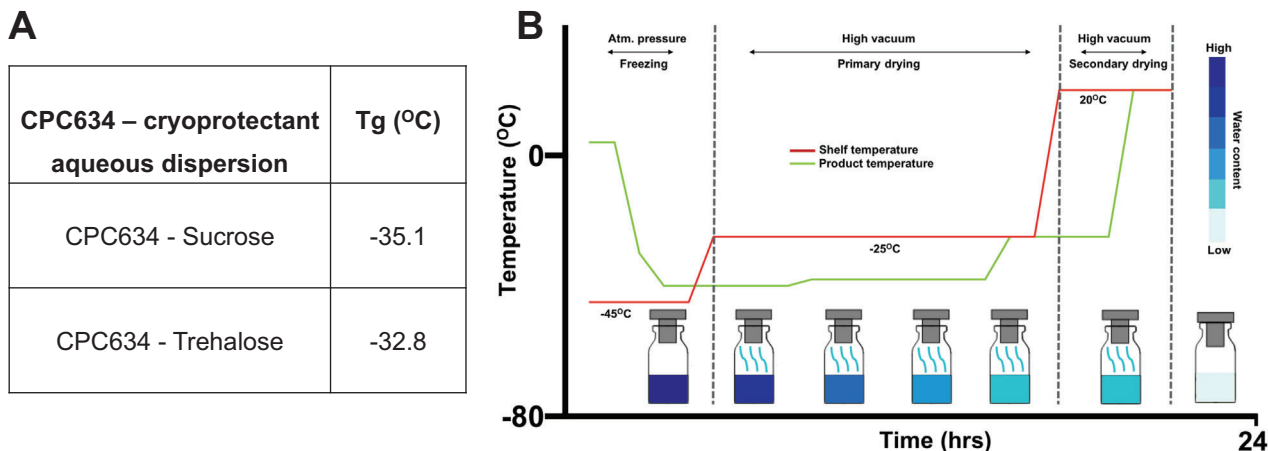 A
CPC634 – cryoprotectant
aqueous dispersion
Tg (ᴼC)
CPC634 - Sucrose
-35.1
CPC634 - Trehalose
-32.8
B
Atm. pressure
Freezing
High vacuum
Primary drying
High vacuum
Secondary drying
High
Water content
Low
Temperature (ᴼC)
0
-80
Shelf temperature
Product temperature
20ᴼC
-25ᴼC
-45ᴼC
Time (hrs)
24